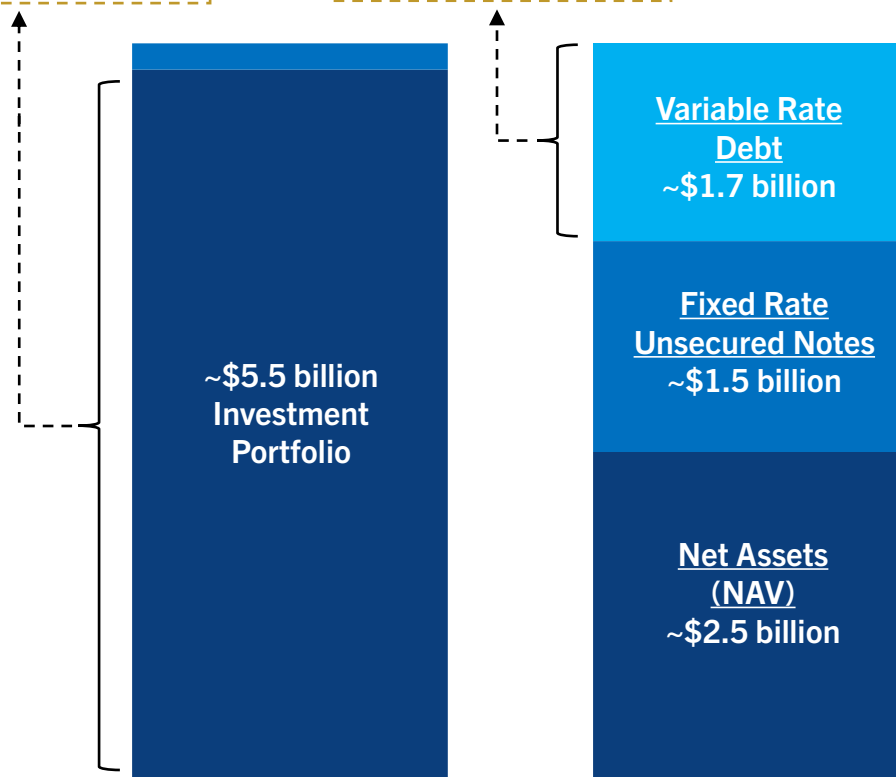 ~$5.5 billion
Investment
Portfolio
Variable Rate
Debt
~$1.7 billion
Fixed Rate
Unsecured Notes
~$1.5 billion
Net Assets
(NAV)
~$2.5 billion